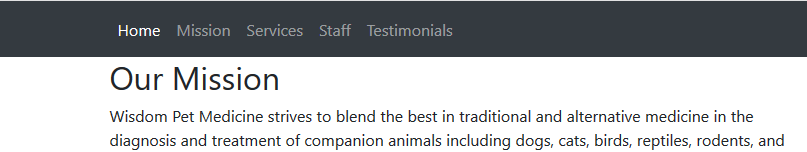 Home Mission Services Staff Testimonials
Our Mission
Wisdom Pet Medicine strives to blend the best in traditional and alternative medicine in the
diagnosis and treatment of companion animals including dogs, cats, birds, reptiles, rodents, and